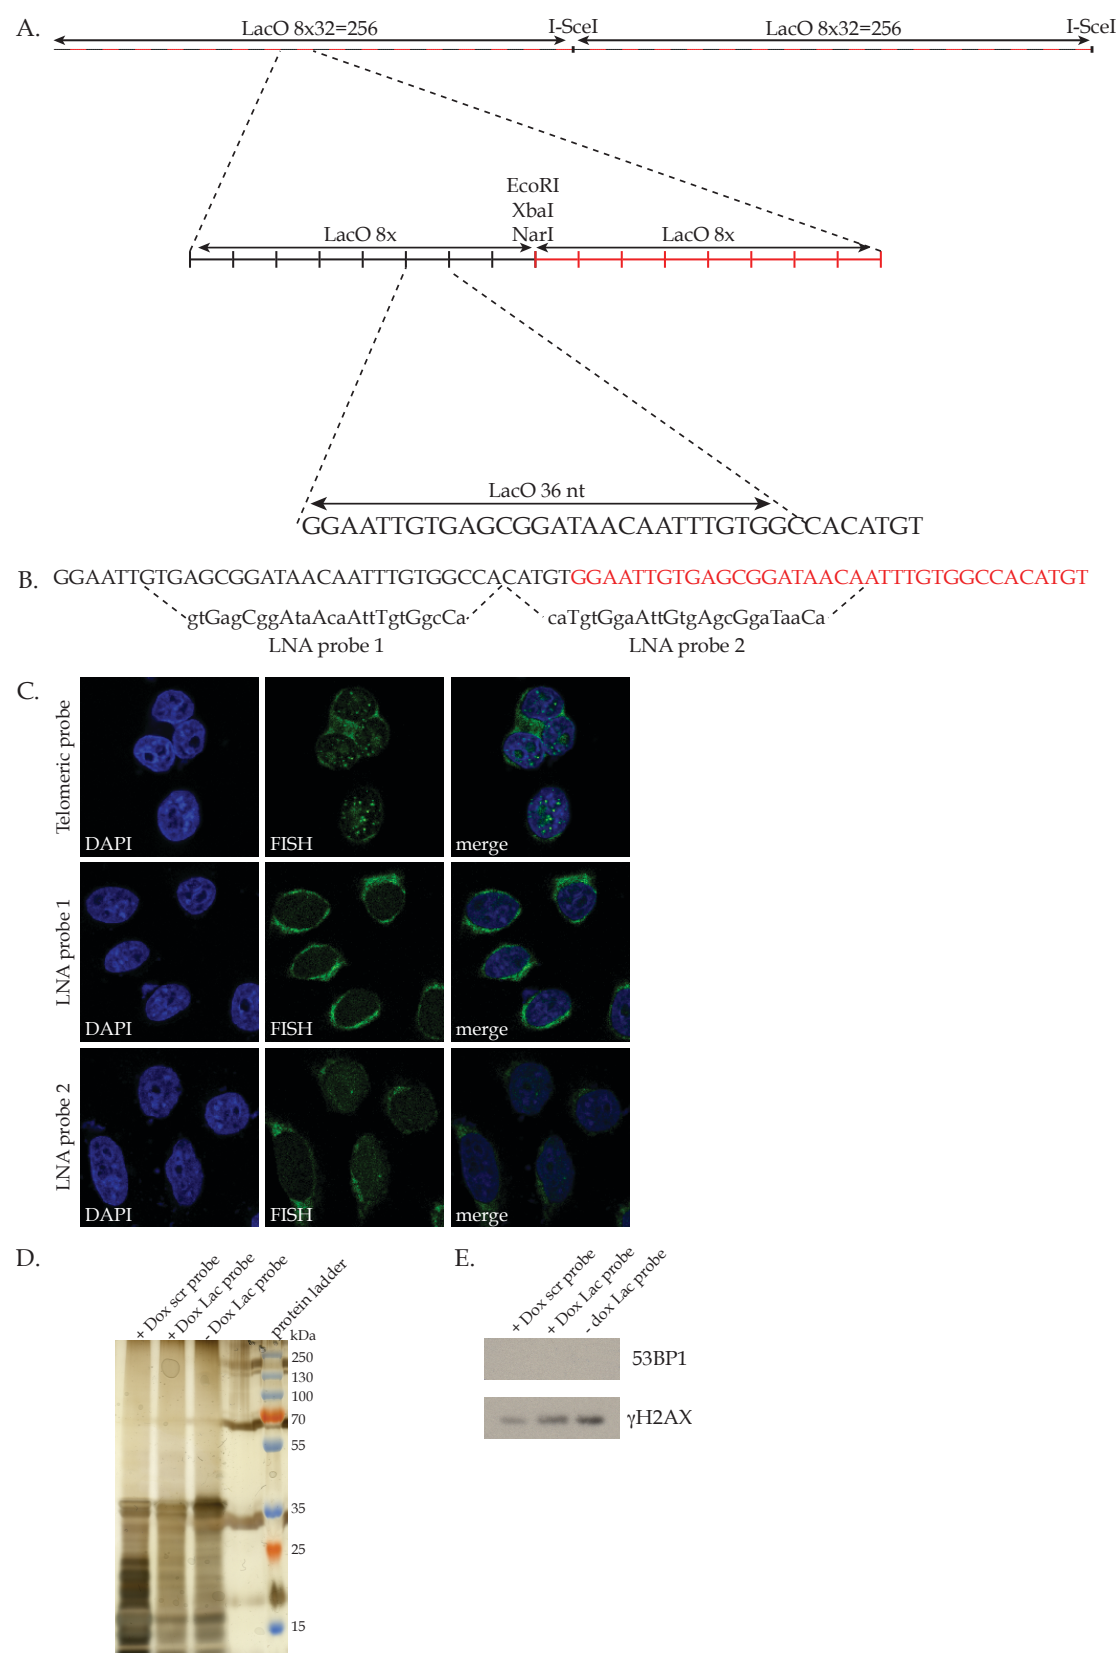 A.
LacO 8x32=256
I-SceI
LacO 8x32=256
I-SceI
EcoRI
XbaI
NarI
LacO 8x
LacO 8x
LacO 36 nt
GGAATTGTGAGCGGATAACAATTTGTGGCCACATGT
B.
GGAATTGTGAGCGGATAACAATTTGTGGCCACATGTGGAATTGTGAGCGGATAACAATTTGTGGCCACATGT
gtGagCggAtaAcaAttTgtGgcCa
caTgtGgaAttGtgAgcGgaTaaCa
LNA probe 1
LNA probe 2
C.
Telomeric probe
DAPI
FISH
merge
LNA probe 1
DAPI
FISH
merge
LNA probe 2
DAPI
FISH
merge
D.
+ Dox scr probe
+ Dox Lac probe
- Dox Lac probe
protein ladder
kDa
250
130
100
70
55
35
25
15
E.
+ Dox scr probe
+ Dox Lac probe
- dox Lac probe
53BP1
γH2AX